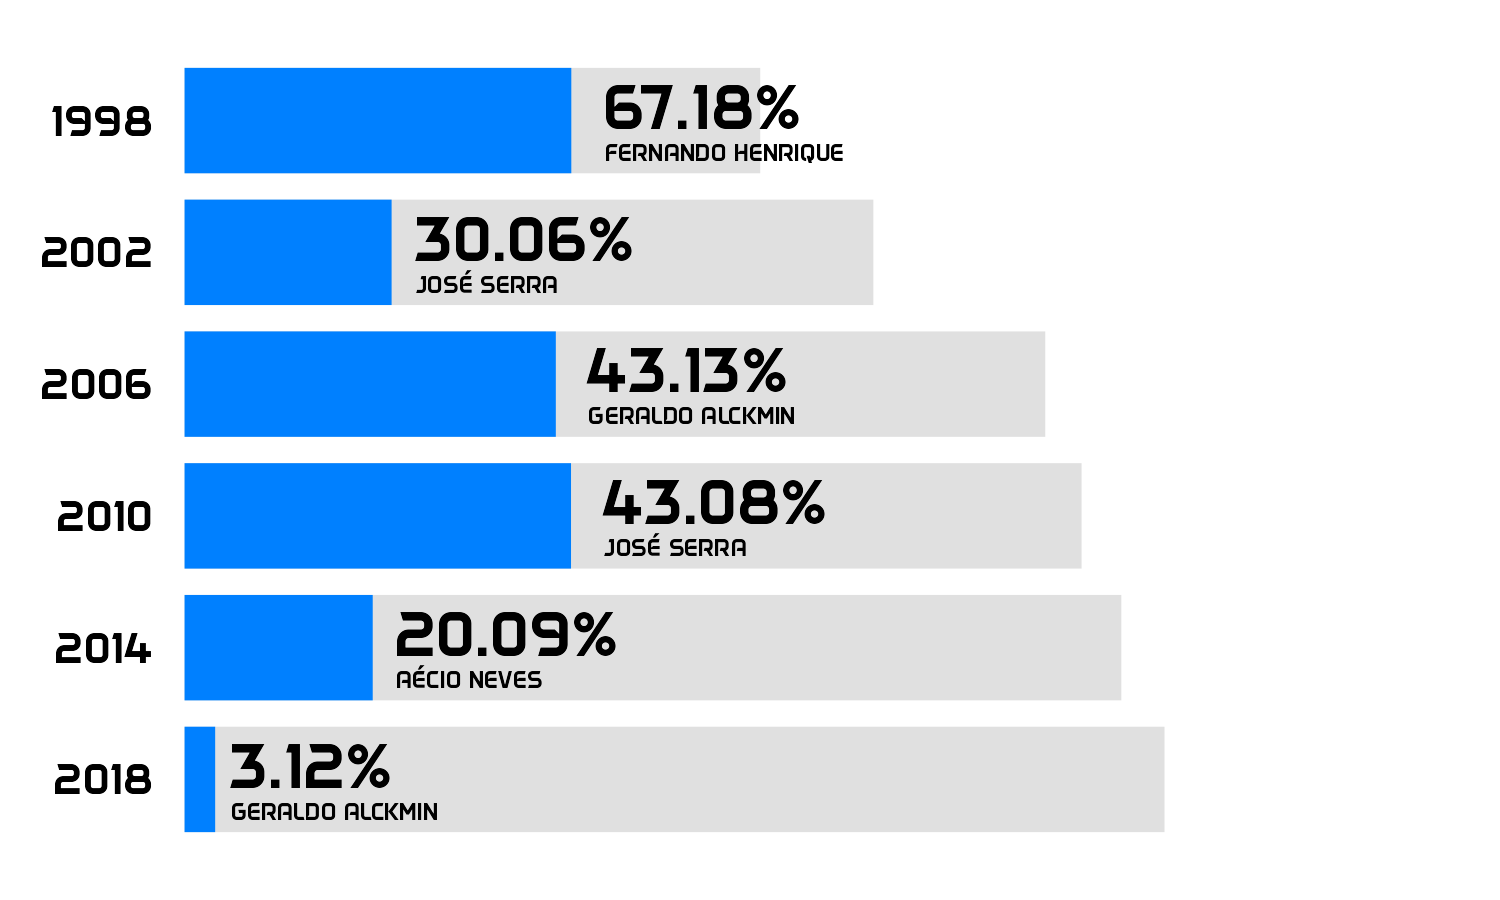 1998
67.18%
FERNANDO HENRIQUE
2002
30.06%
JOSÉ SERRA
2006
43.13%
GERALDO ALCKMIN
2010
43.08%
JOSÉ SERRA
2014
20.09%
AÉCIO NEVES
2018
3.12%
GERALDO ALCKMIN